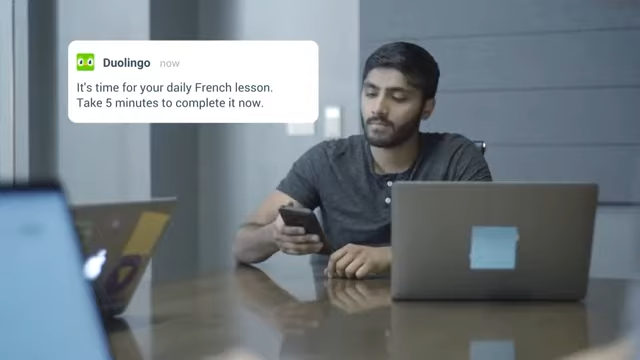 Duolingo now
It's time for your daily French lesson.
Take 5 minutes to complete it now.